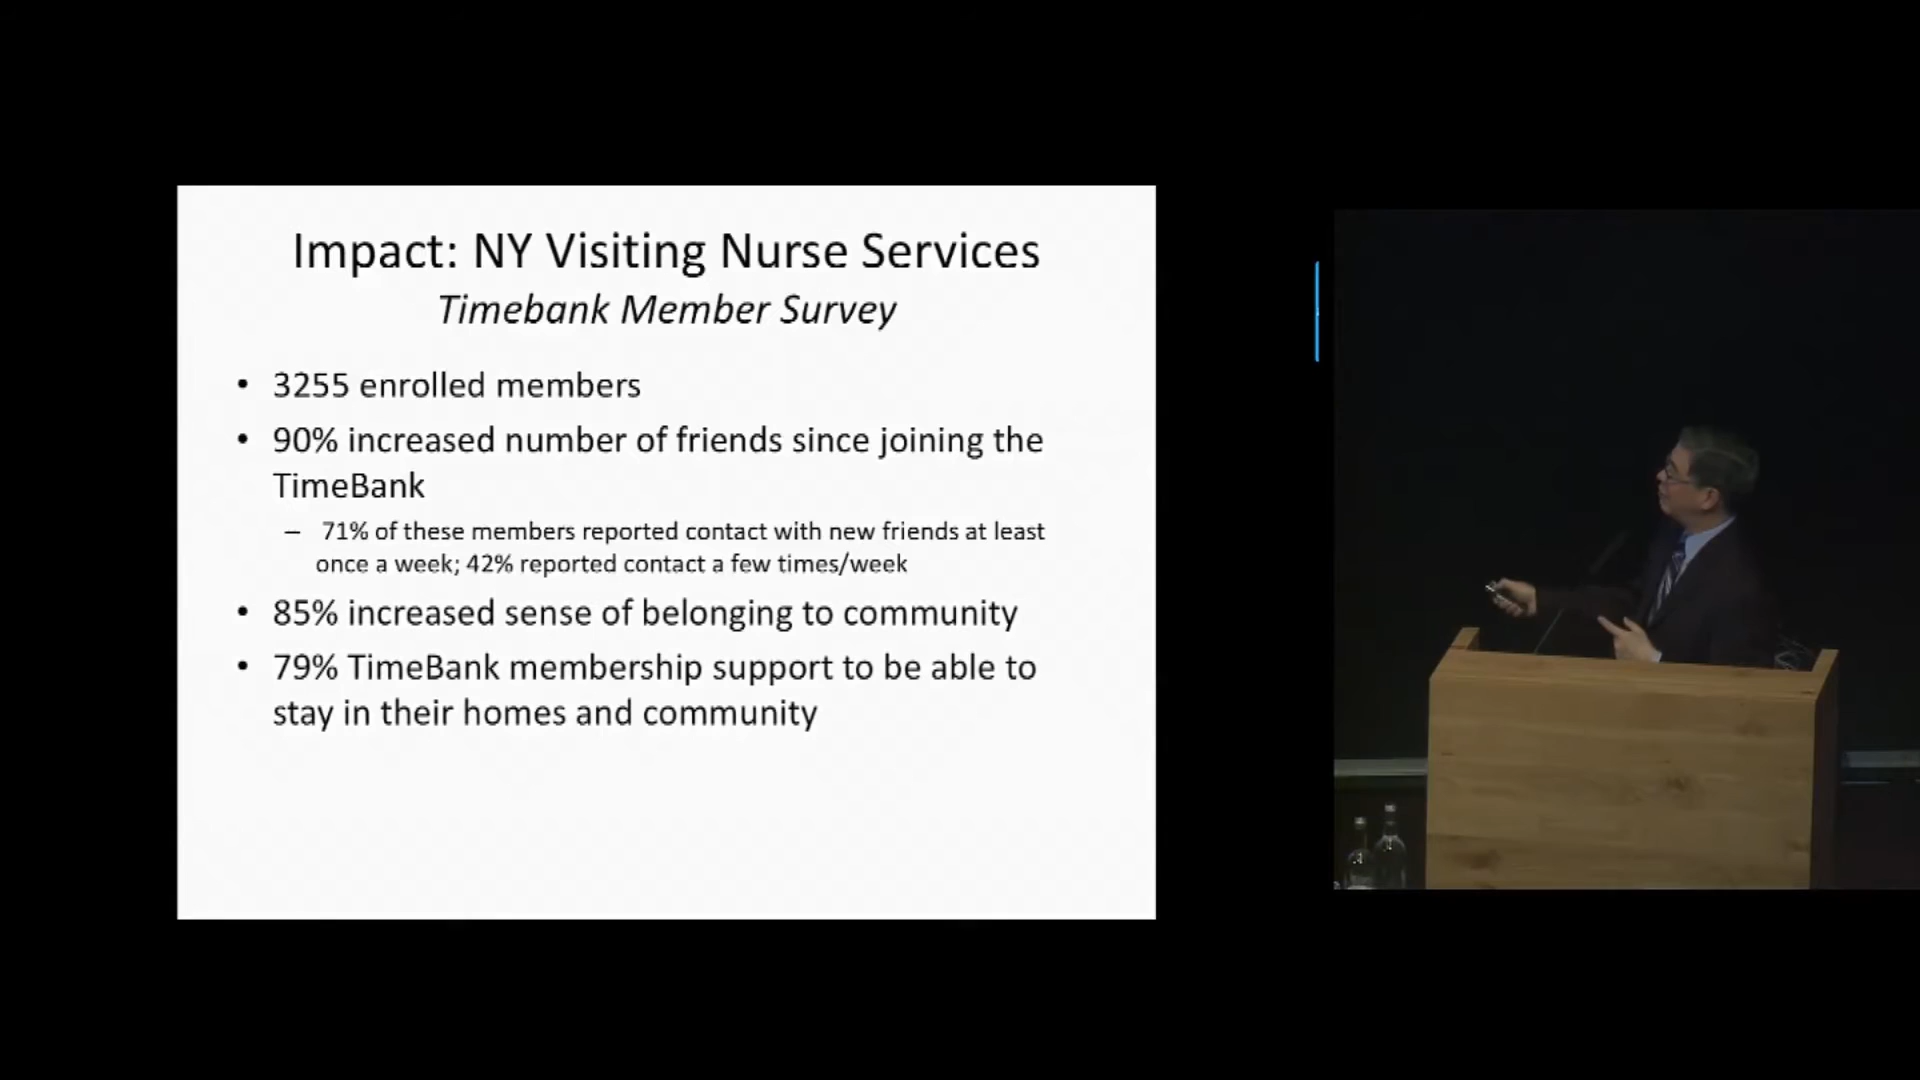 Impact: NY Visiting Nurse Services
Timebank Member Survey
• 3255 enrolled members
• 90% increased number of friends since joining the
TimeBank
– 71% of these members reported contact with new friends at least
once a week; 42% reported contact a few times/week
• 85% increased sense of belonging to community
• 79% TimeBank membership support to be able to
stay in their homes and community